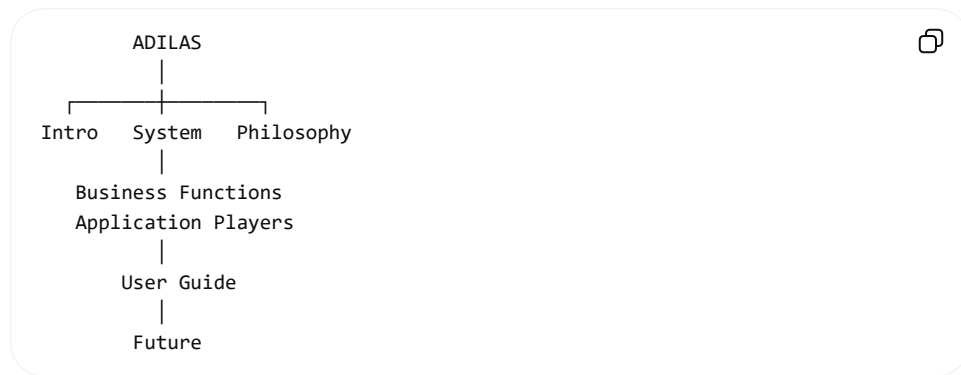 ADILAS
Intro System Philosophy
Business Functions
Application Players
User Guide
Future